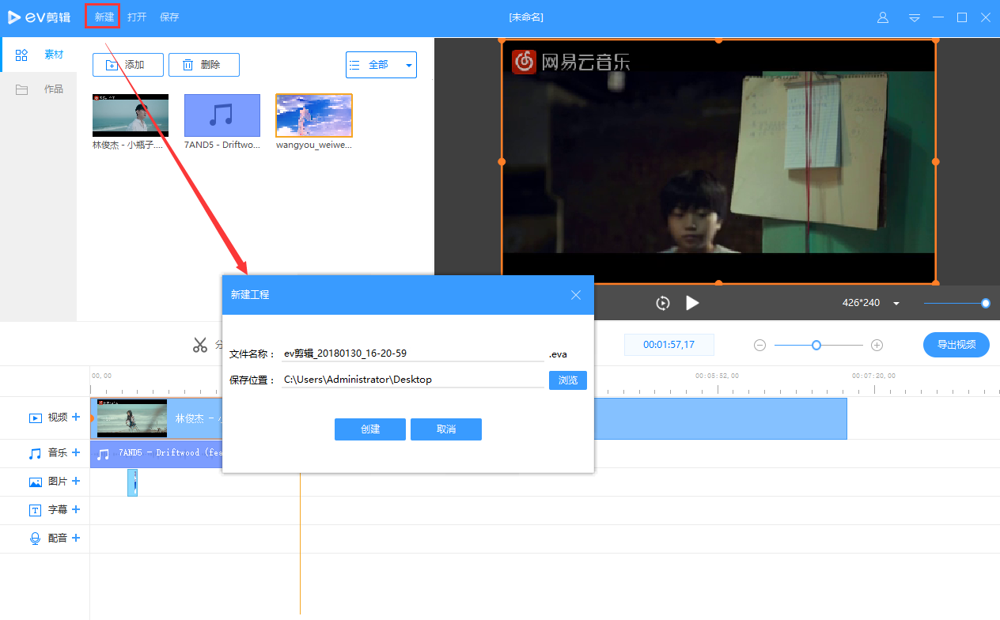 ev剪辑 新建 打开 保存 [未命名]
素材
作品
添加 删除 全部
林俊杰 - 小瓶子....
7AND5 - Driftwo...
wangyou_weiwe...
网易云音乐
426*240
新建工程
文件名称： ev剪辑_20180130_16-20-59 .eva
保存位置： C:\Users\Administrator\Desktop 浏览
创建 取消
00:01:57,17
导出视频
00,00 00:05:52,00 00:07:20,00
视频 林俊杰 -
音乐 7AND5 - Driftwood (fea
图片
字幕
配音